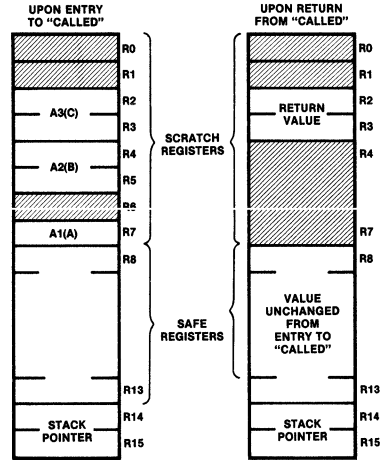 UPON ENTRY
TO "CALLED"
R0
R1
R2
A3(C)
R3
R4
A2(B)
R5
R6
A1(A)
R7
R8
R13
R14
STACK
POINTER
R15
SCRATCH
REGISTERS
SAFE
REGISTERS
UPON RETURN
FROM "CALLED"
R0
R1
R2
RETURN
VALUE
R3
R4
R7
R8
VALUE
UNCHANGED
FROM
ENTRY TO
"CALLED"
R13
R14
STACK
POINTER
R15